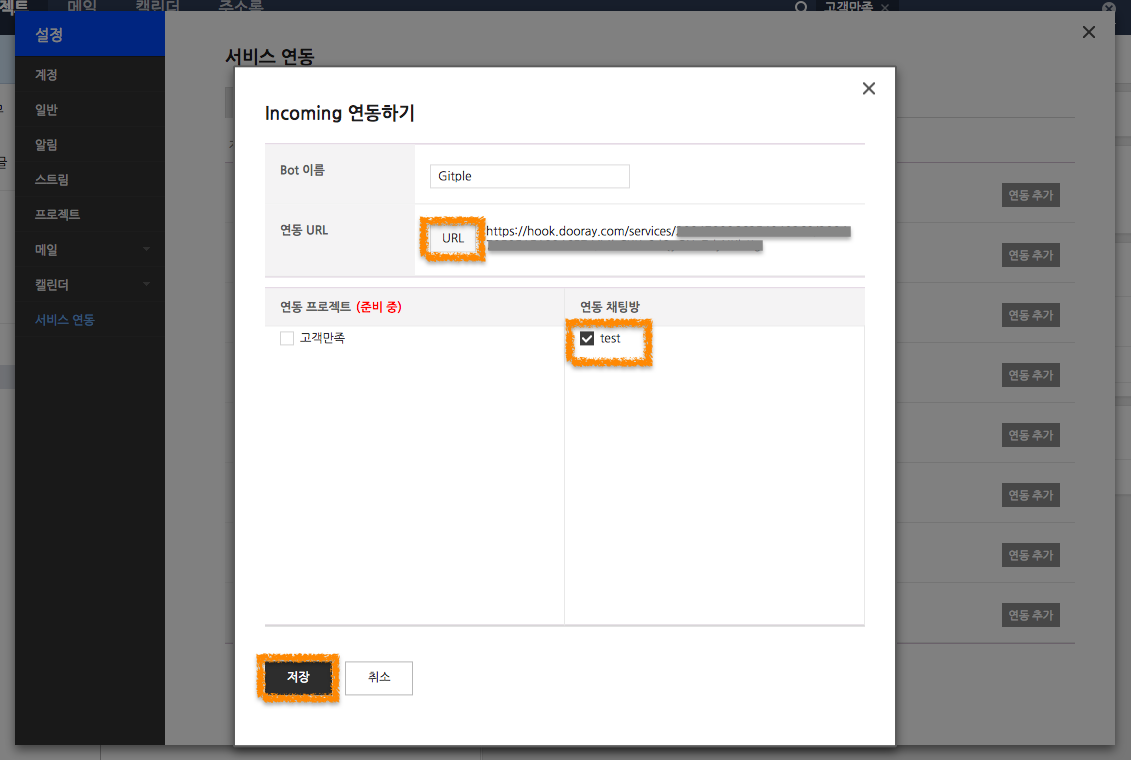 젝트 메일 캘린더 주소록 고객만족
설정
계정
일반
알림
스트림
프로젝트
메일
캘린더
서비스 연동
서비스 연동
연동 추가
연동 추가
연동 추가
연동 추가
연동 추가
연동 추가
연동 추가
연동 추가
Incoming 연동하기
Bot 이름
Gitple
연동 URL
URL
https://hook.dooray.com/services/
연동 프로젝트 (준비 중)
연동 채팅방
고객만족
test
저장
취소